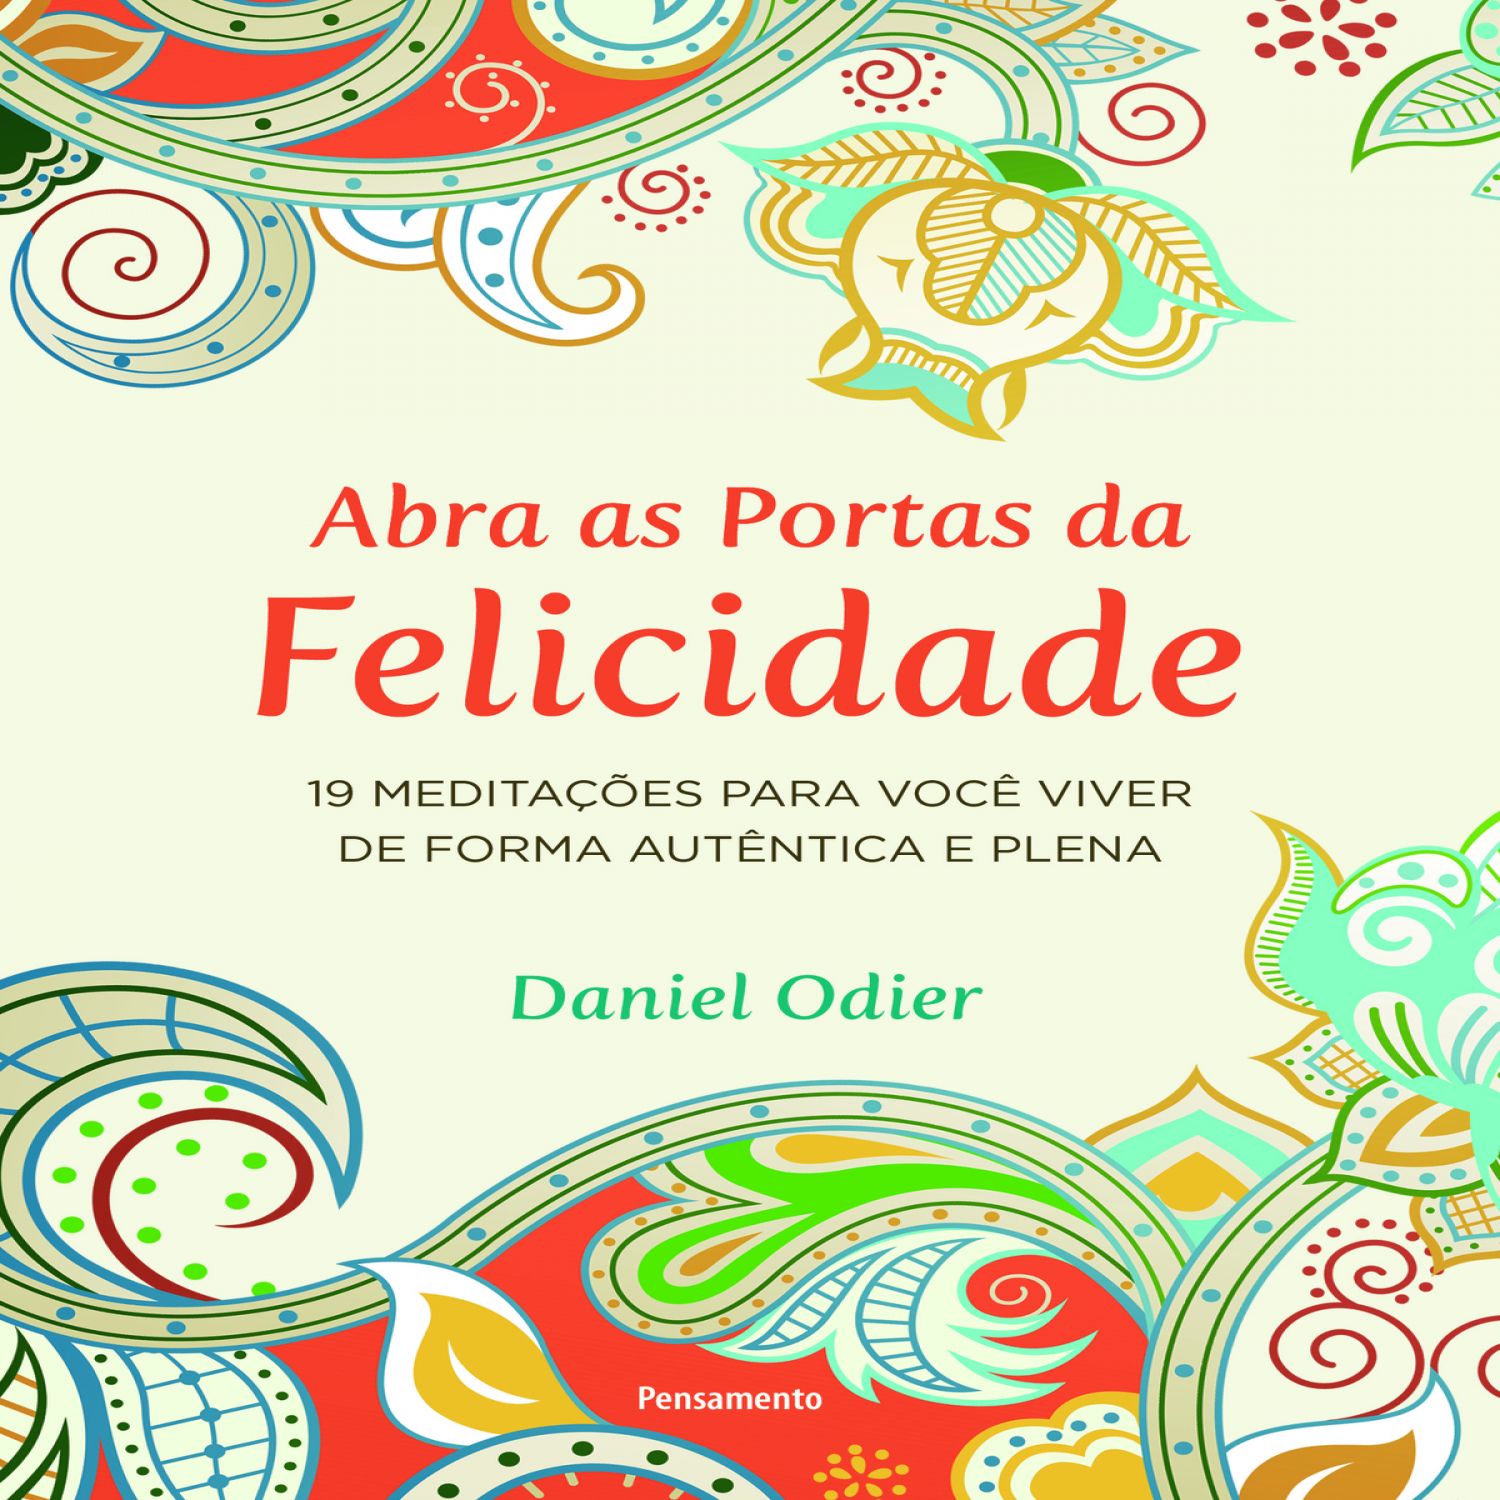 Abra as Portas da
Felicidade
19 MEDITAÇÕES PARA VOCÊ VIVER
DE FORMA AUTÊNTICA E PLENA
Daniel Odier
Pensamento